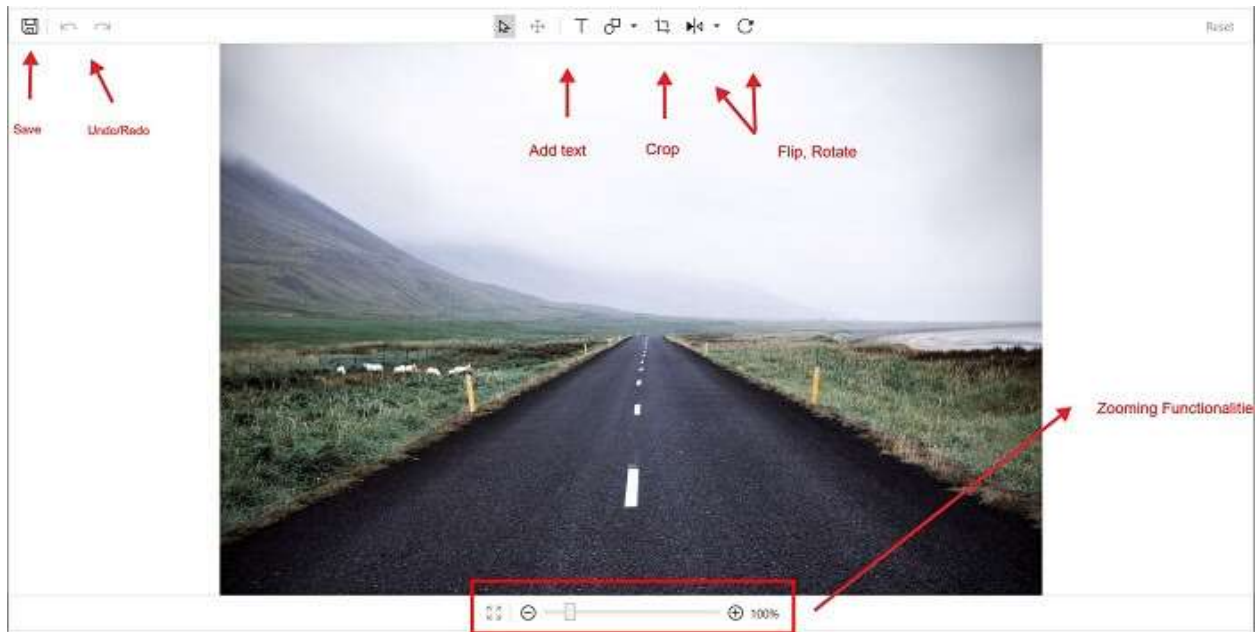 Reset
Save
Undo/Redo
Add text
Crop
Flip, Rotate
Zooming Functionalitie
100%